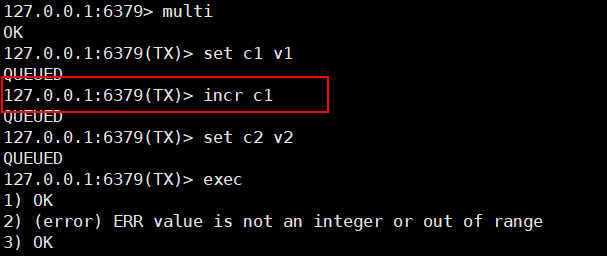 127.0.0.1:6379> multi
OK
127.0.0.1:6379(TX)> set c1 v1
QUEUED
127.0.0.1:6379(TX)> incr c1
QUEUED
127.0.0.1:6379(TX)> set c2 v2
QUEUED
127.0.0.1:6379(TX)> exec
1) OK
2) (error) ERR value is not an integer or out of range
3) OK